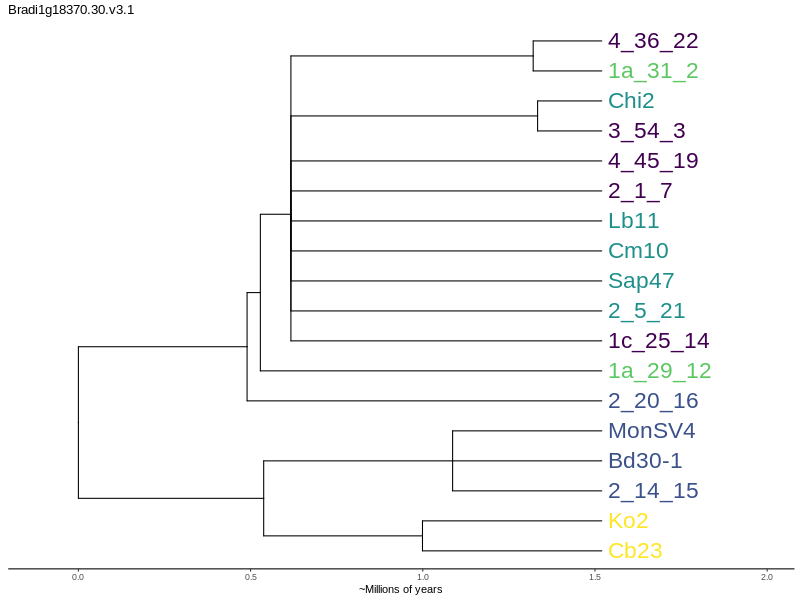 Bradi1g18370.30.v3.1
4_36_22
1a_31_2
Chi2
3_54_3
4_45_19
2_1_7
Lb11
Cm10
Sap47
2_5_21
1c_25_14
1a_29_12
2_20_16
MonSV4
Bd30-1
2_14_15
Ko2
Cb23
0.0 0.5 1.0 1.5 2.0
~Millions of years